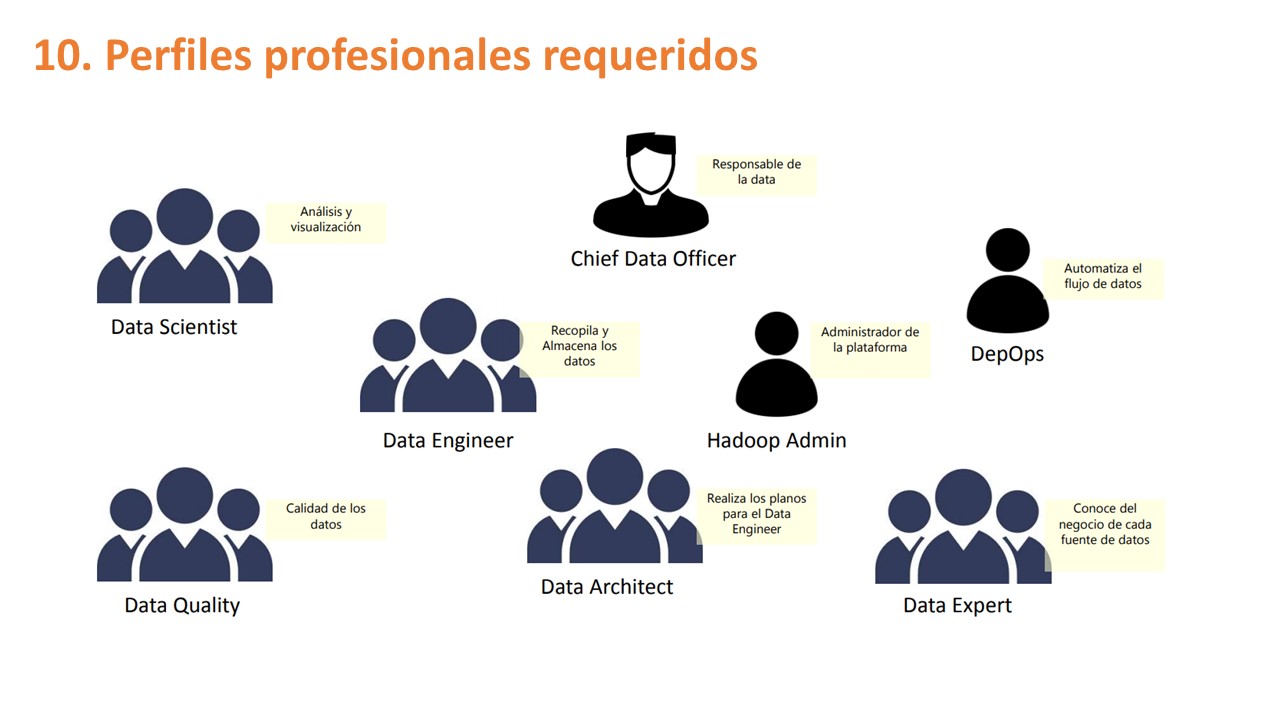 10. Perfiles profesionales requeridos
Responsable de
la data
Chief Data Officer
Análisis y
visualización
Data Scientist
Automatiza el
flujo de datos
DepOps
Recopila y
Almacena los
datos
Data Engineer
Administrador de
la plataforma
Hadoop Admin
Calidad de los
datos
Data Quality
Realiza los planos
para el Data
Engineer
Data Architect
Conoce del
negocio de cada
fuente de datos
Data Expert